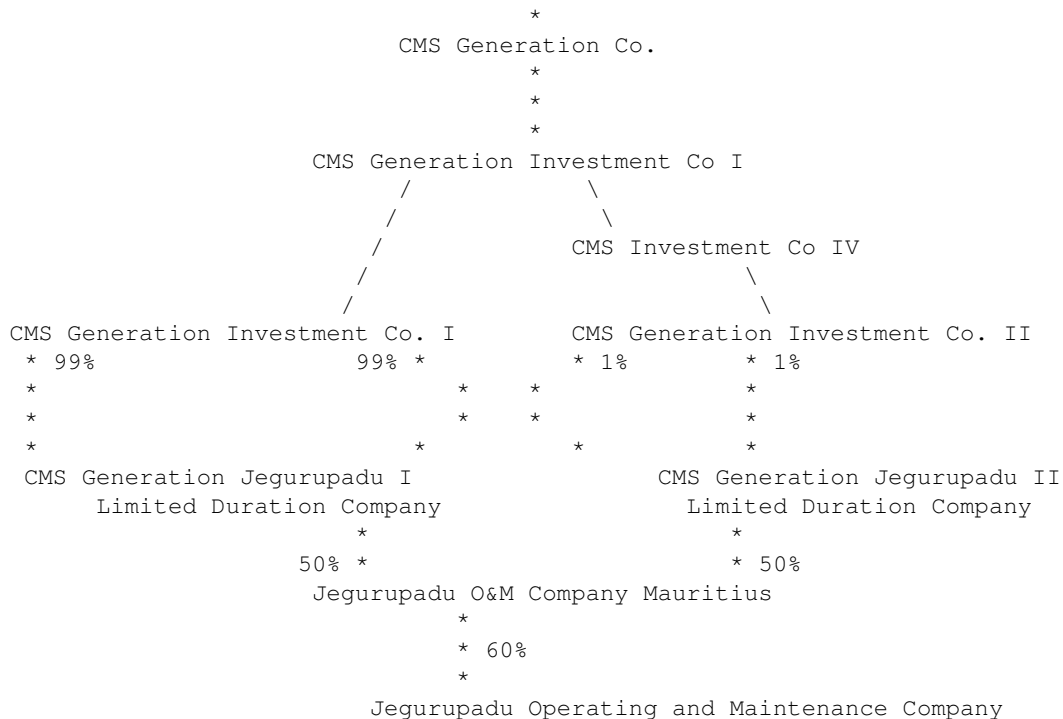 *
CMS Generation Co.
*
*
*
CMS Generation Investment Co I
/ \
/ \
/ CMS Investment Co IV
/ \
/ \
CMS Generation Investment Co. I CMS Generation Investment Co. II
* 99% 99% * * 1% * 1%
* * * *
* * * *
* * * *
CMS Generation Jegurupadu I CMS Generation Jegurupadu II
Limited Duration Company Limited Duration Company
* *
50% * * 50%
Jegurupadu O&M Company Mauritius
*
* 60%
*
Jegurupadu Operating and Maintenance Company